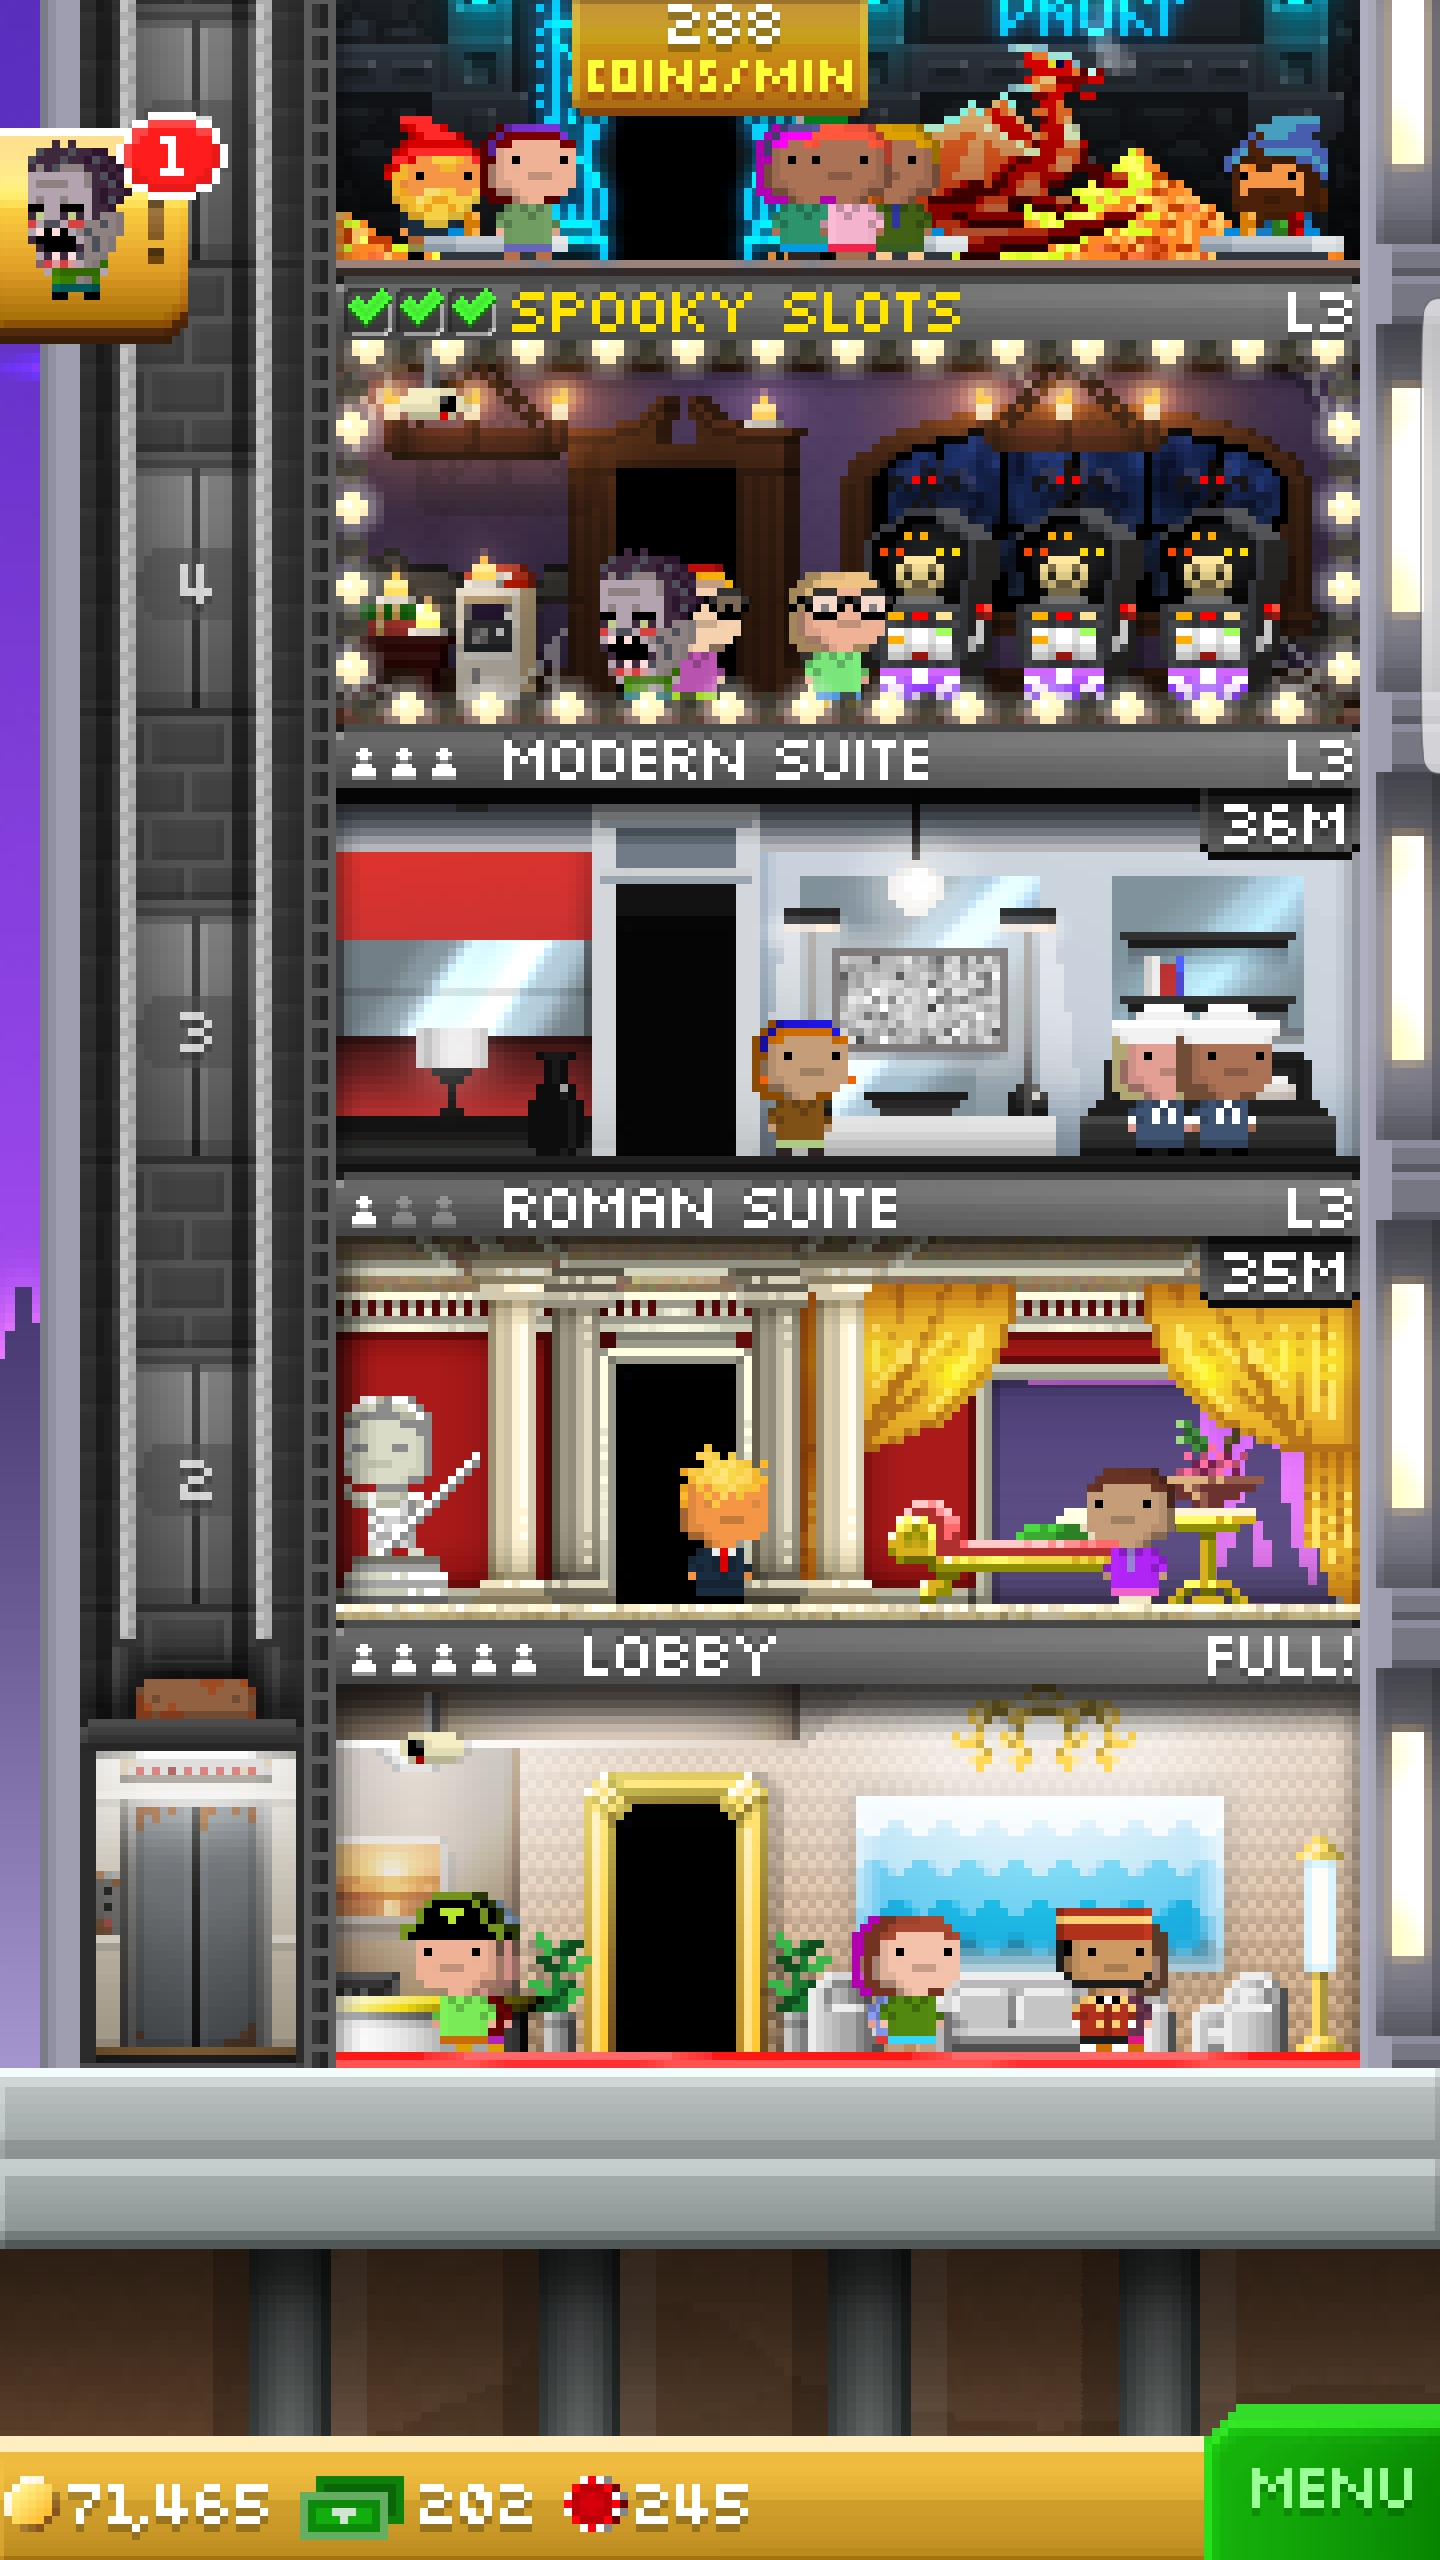 288
COINS/MIN
1
!
SPOOKY SLOTS L3
4
MODERN SUITE L3
36M
3
ROMAN SUITE L3
35M
2
LOBBY FULL!
71,465 202 245
MENU